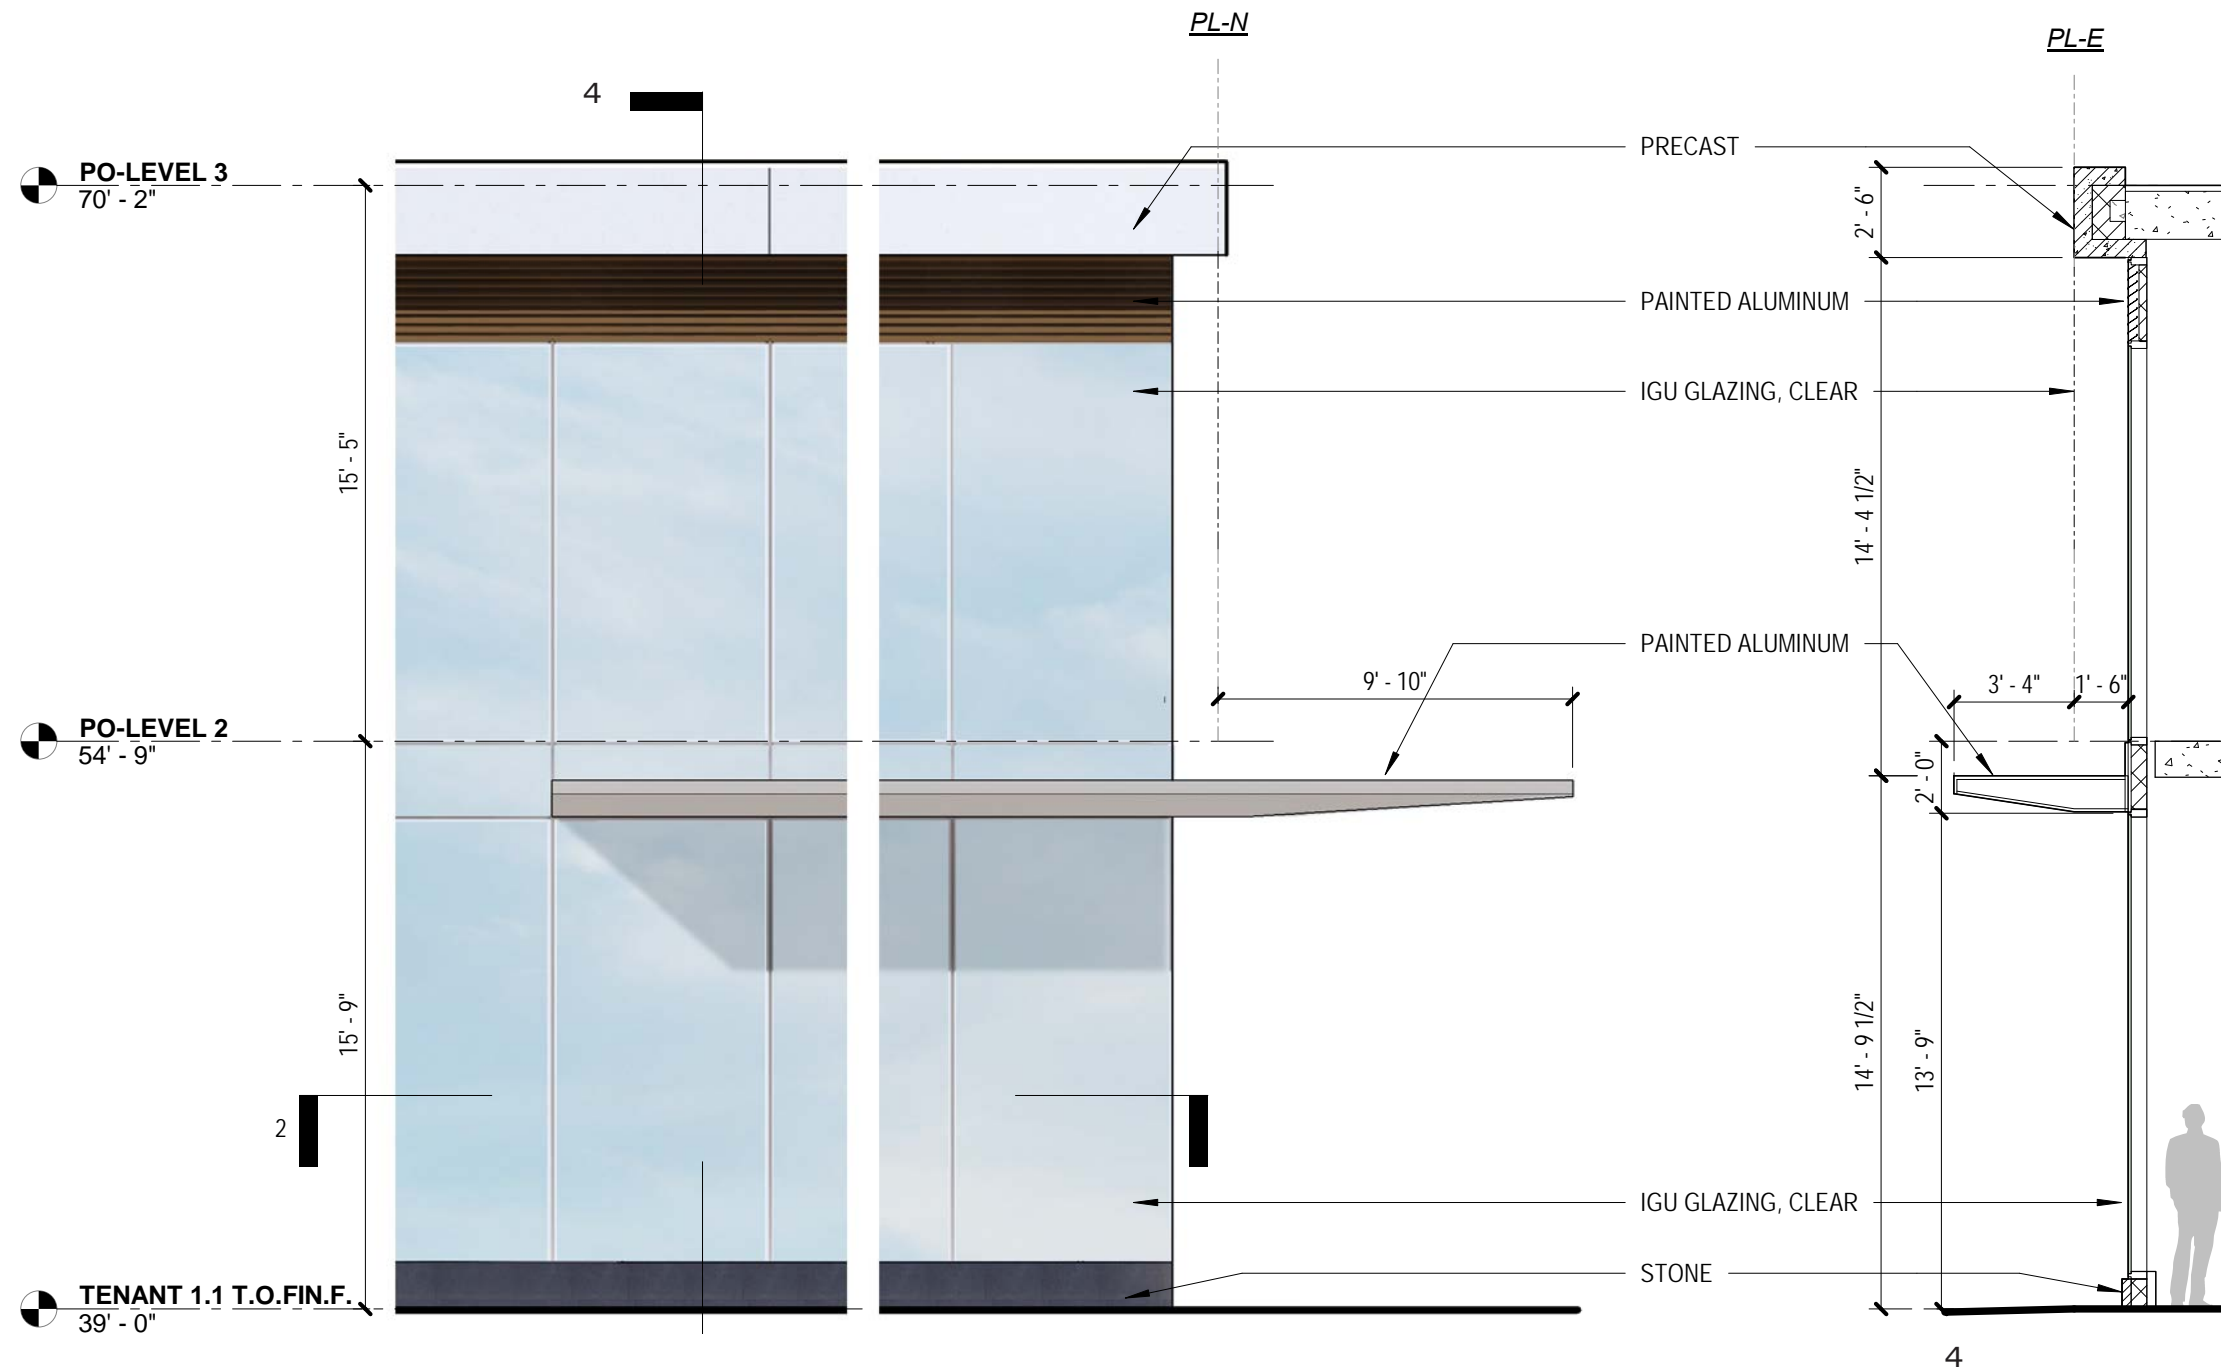 PL-N
PL-E
4
PO-LEVEL 3
70' - 2"
PRECAST
2' - 6"
PAINTED ALUMINUM
IGU GLAZING, CLEAR
15' - 5"
14' - 4 1/2"
PAINTED ALUMINUM
9' - 10"
3' - 4"
1' - 6"
PO-LEVEL 2
54' - 9"
2' - 0"
15' - 9"
14' - 9 1/2"
13' - 9"
2
IGU GLAZING, CLEAR
STONE
TENANT 1.1 T.O.FIN.F.
39' - 0"
4